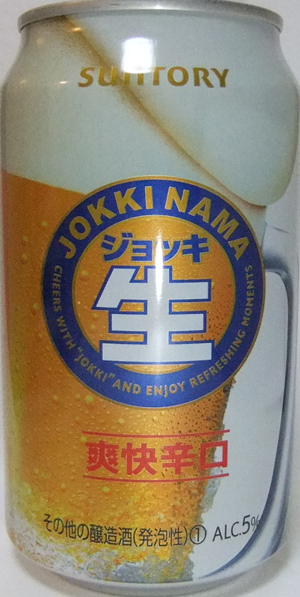 SUNTORY
JOKKI NAMA
ジョッキ
生
CHEERS WITH "JOKKI" AND ENJOY REFRESHING MOMENTS
爽快辛口
その他の醸造酒(発泡性)① ALC.5%